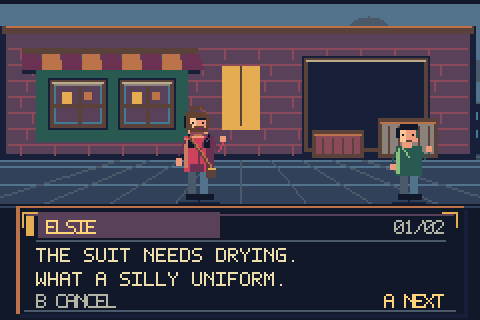 ELSIE 01/02
THE SUIT NEEDS DRYING.
WHAT A SILLY UNIFORM.
B CANCEL A NEXT